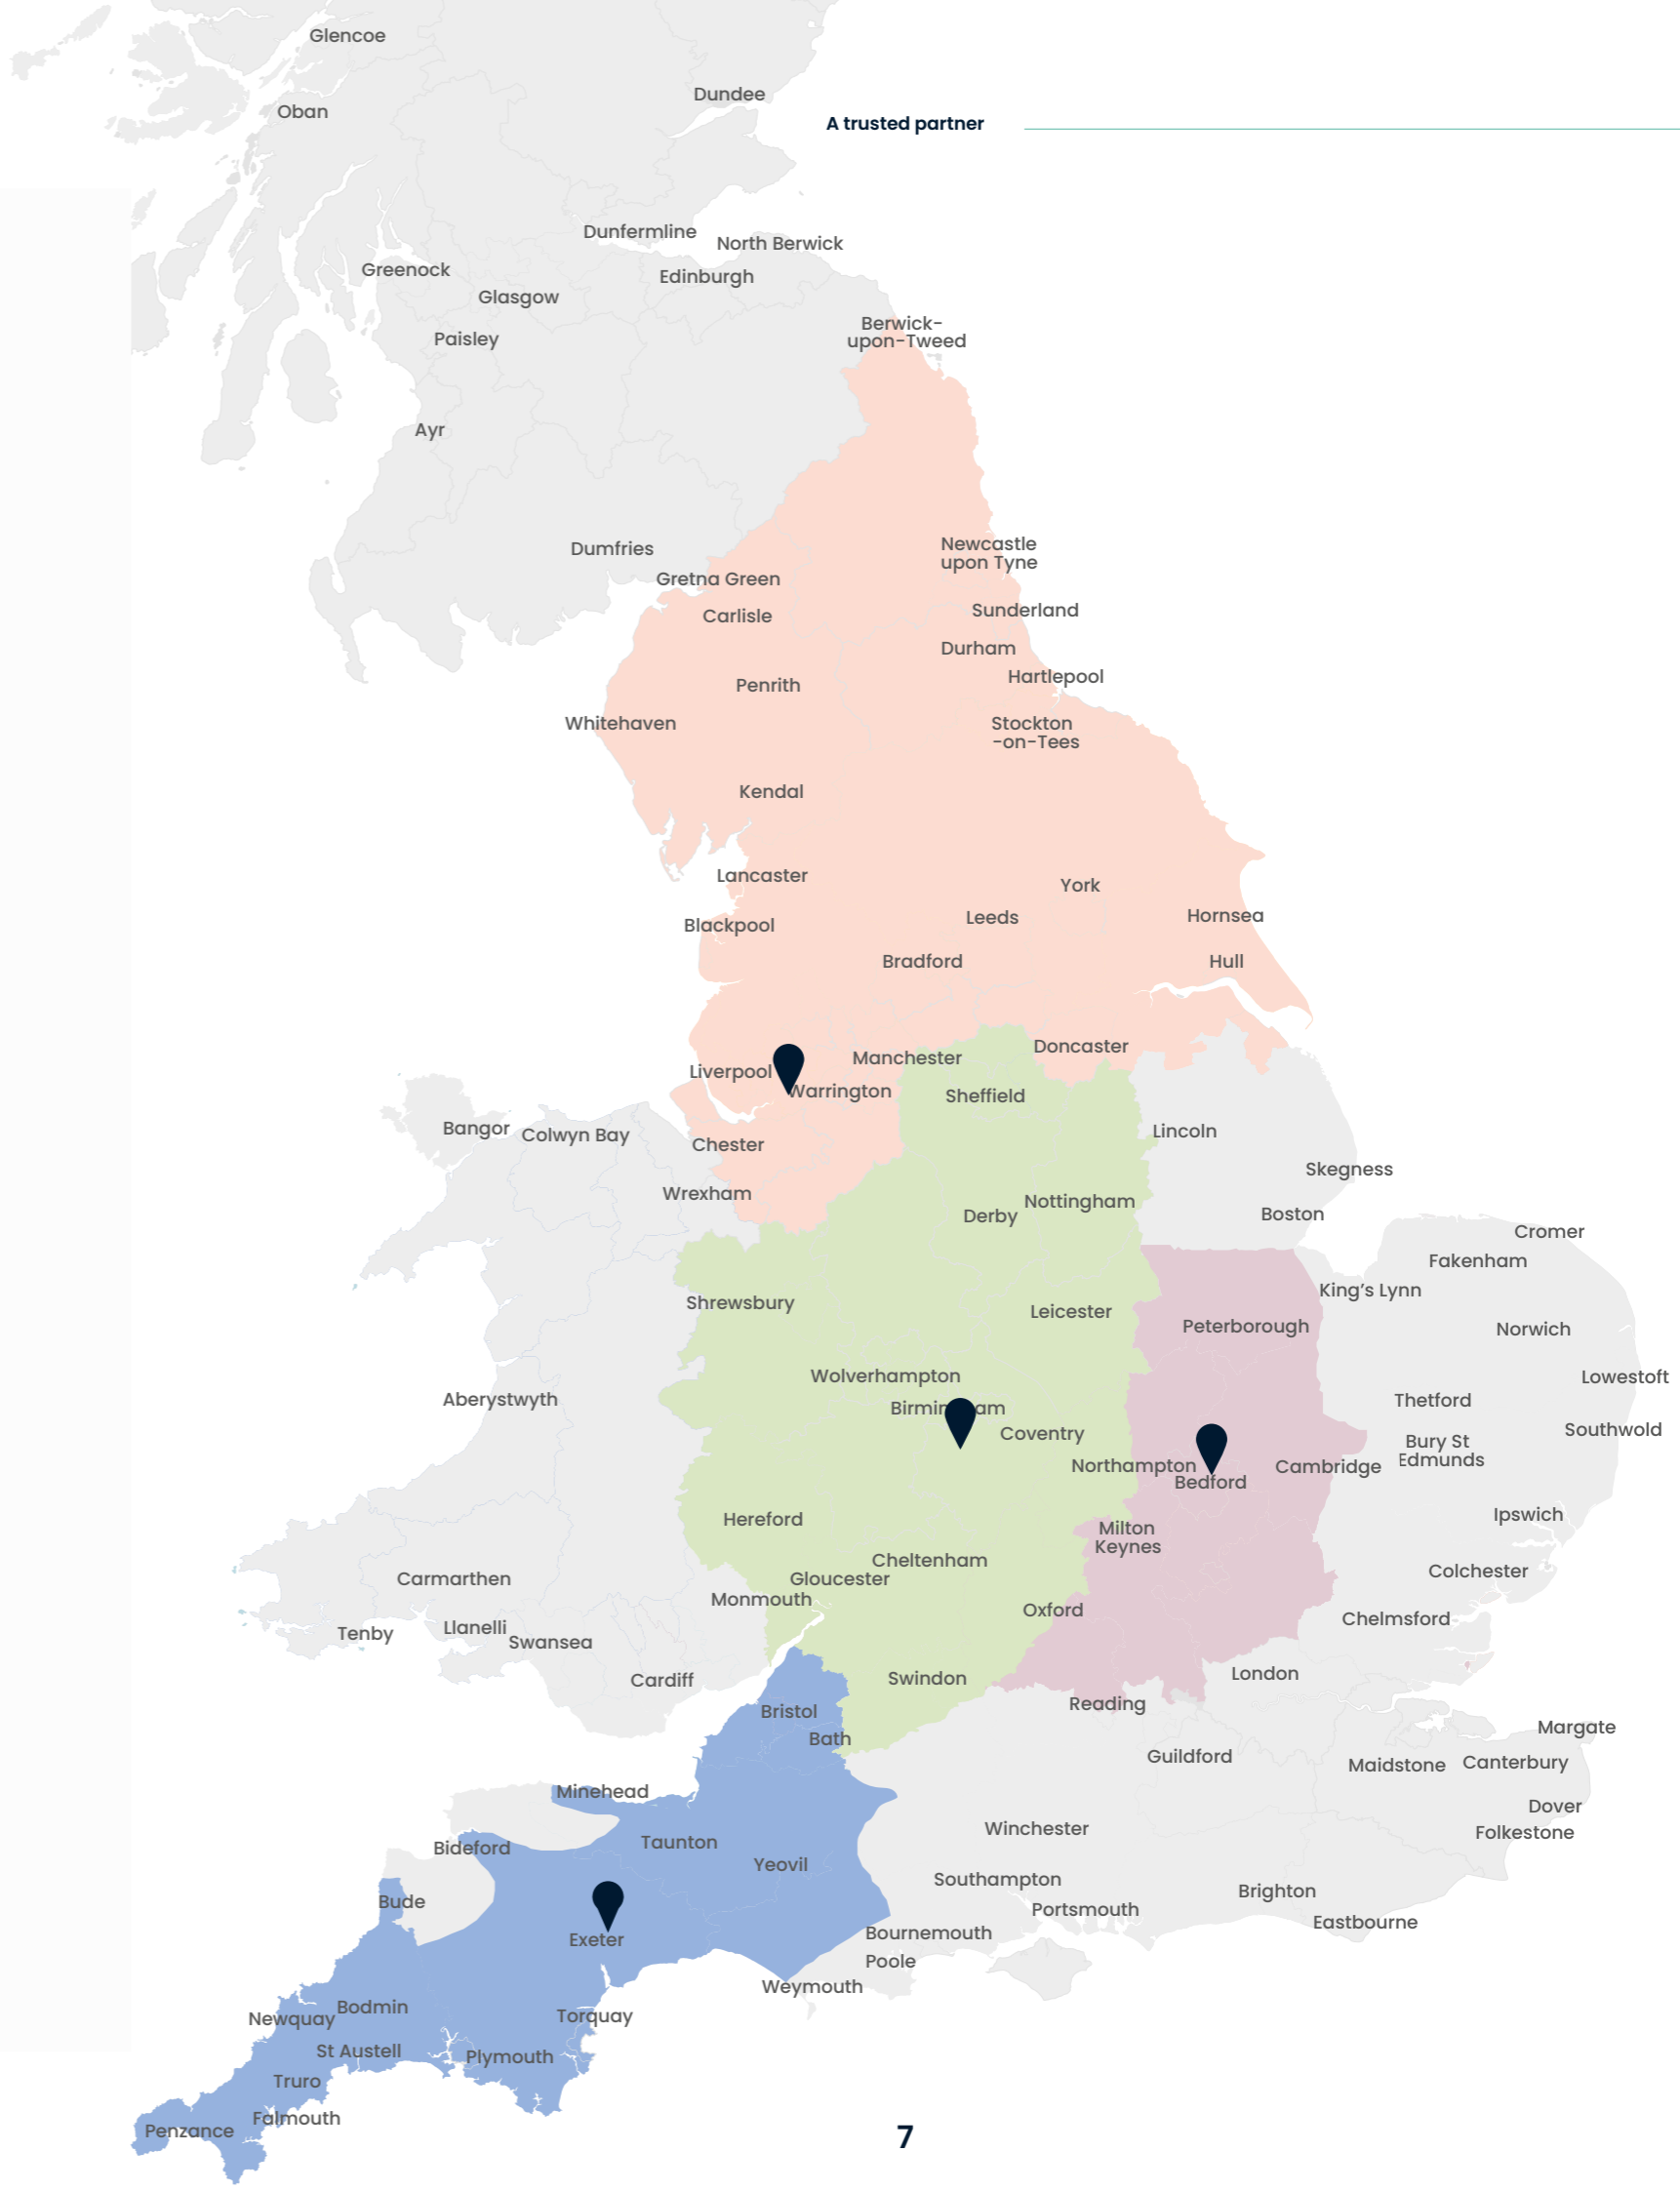 Glencoe
Dundee
Oban
A trusted partner
Dunfermline
North Berwick
Greenock
Edinburgh
Glasgow
Berwick-
upon-Tweed
Paisley
Ayr
Newcastle
upon Tyne
Dumfries
Gretna Green
Carlisle
Sunderland
Durham
Hartlepool
Penrith
Whitehaven
Stockton
-on-Tees
Kendal
Lancaster
York
Hornsea
Leeds
Blackpool
Bradford
Hull
Doncaster
Manchester
Liverpool
Warrington
Sheffield
Bangor
Colwyn Bay
Lincoln
Chester
Skegness
Wrexham
Nottingham
Derby
Boston
Cromer
Fakenham
King's Lynn
Shrewsbury
Leicester
Peterborough
Norwich
Wolverhampton
Lowestoft
Aberystwyth
Thetford
Birmingham
Coventry
Southwold
Bury St
Edmunds
Northampton
Cambridge
Bedford
Ipswich
Hereford
Milton
Keynes
Cheltenham
Colchester
Carmarthen
Gloucester
Monmouth
Oxford
Chelmsford
Llanelli
Tenby
Swansea
London
Swindon
Cardiff
Reading
Bristol
Margate
Bath
Guildford
Canterbury
Maidstone
Minehead
Dover
Winchester
Folkestone
Taunton
Bideford
Yeovil
Southampton
Brighton
Bude
Portsmouth
Eastbourne
Bournemouth
Exeter
Poole
Weymouth
Bodmin
Torquay
Newquay
St Austell
Plymouth
Truro
Falmouth
Penzance
7